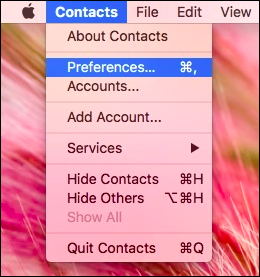 Contacts File Edit View
About Contacts
Preferences... ⌘,
Accounts...
Add Account...
Services ▶
Hide Contacts ⌘H
Hide Others ⌥⌘H
Show All
Quit Contacts ⌘Q